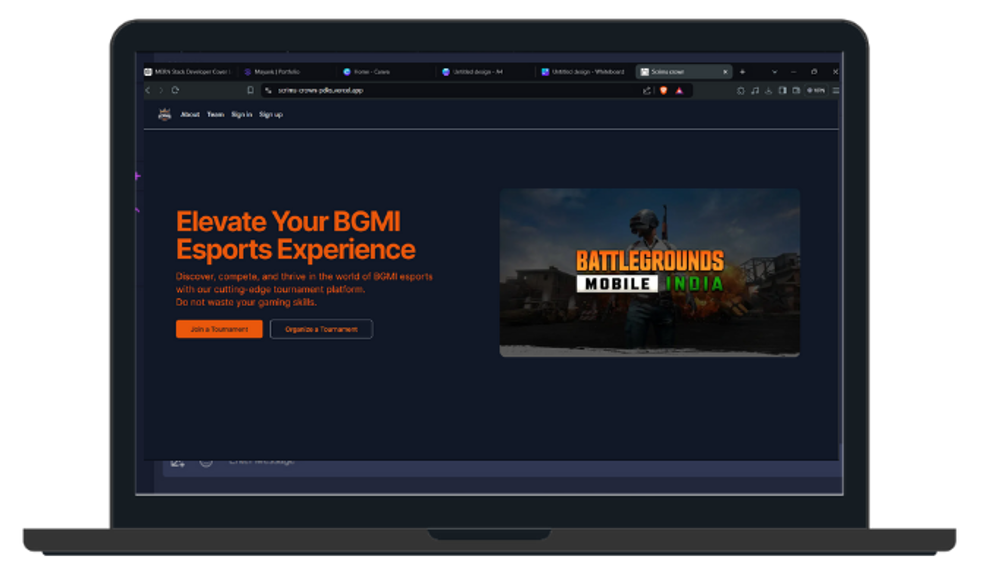 MERN Stack Developer Cover
Mayank | Portfolio
Home - Canva
Untitled design - A4
Untitled design - Whiteboard
Scrims crown
scrims-crown-pdks.vercel.app
VPN
About Team Sign in Sign up
Elevate Your BGMI
Esports Experience
Discover, compete, and thrive in the world of BGMI esports
with our cutting-edge tournament platform.
Do not waste your gaming skills.
Join a Tournament
Organize a Tournament
BATTLEGROUNDS
MOBILE INDIA
Enter Message